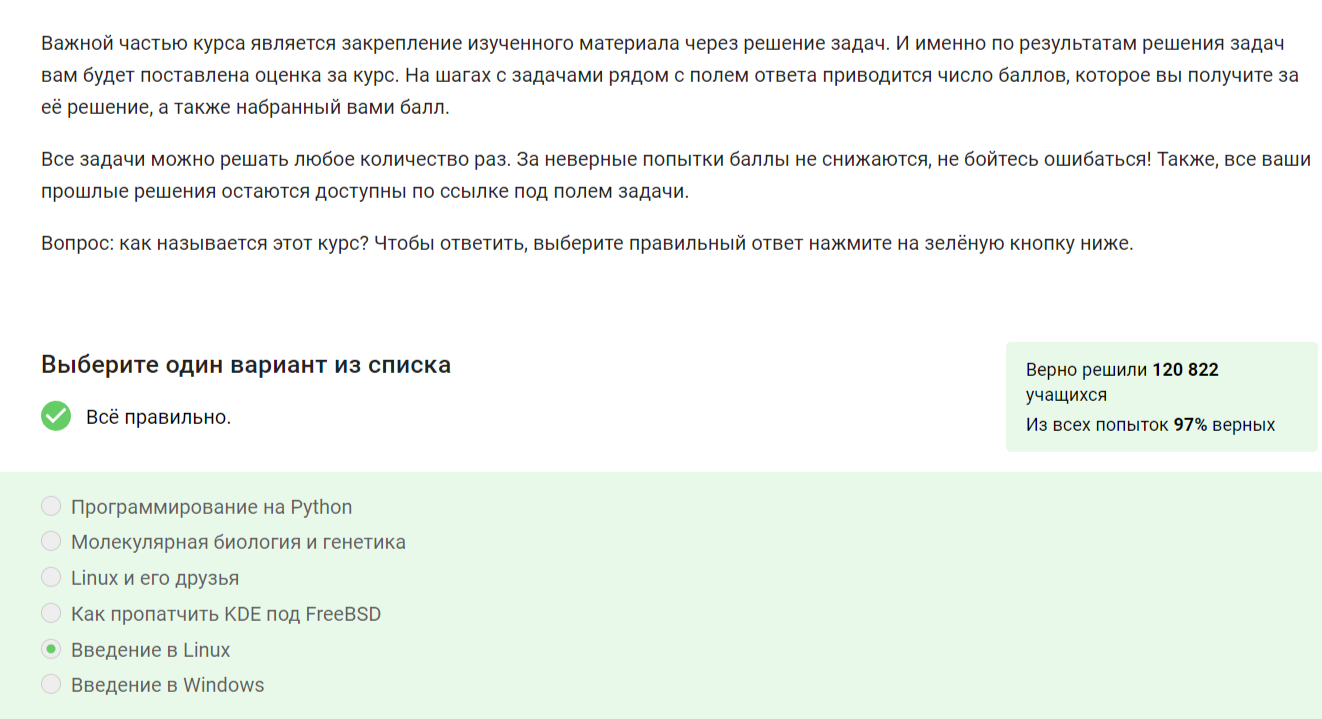 Важной частью курса является закрепление изученного материала через решение задач. И именно по результатам решения задач
вам будет поставлена оценка за курс. На шагах с задачами рядом с полем ответа приводится число баллов, которое вы получите за
её решение, а также набранный вами балл.
Все задачи можно решать любое количество раз. За неверные попытки баллы не снижаются, не бойтесь ошибаться! Также, все ваши
прошлые решения остаются доступны по ссылке под полем задачи.
Вопрос: как называется этот курс? Чтобы ответить, выберите правильный ответ нажмите на зелёную кнопку ниже.
Выберите один вариант из списка
Всё правильно.
Верно решили 120 822
учащихся
Из всех попыток 97% верных
Программирование на Python
Молекулярная биология и генетика
Linux и его друзья
Как пропатчить KDE под FreeBSD
Введение в Linux
Введение в Windows